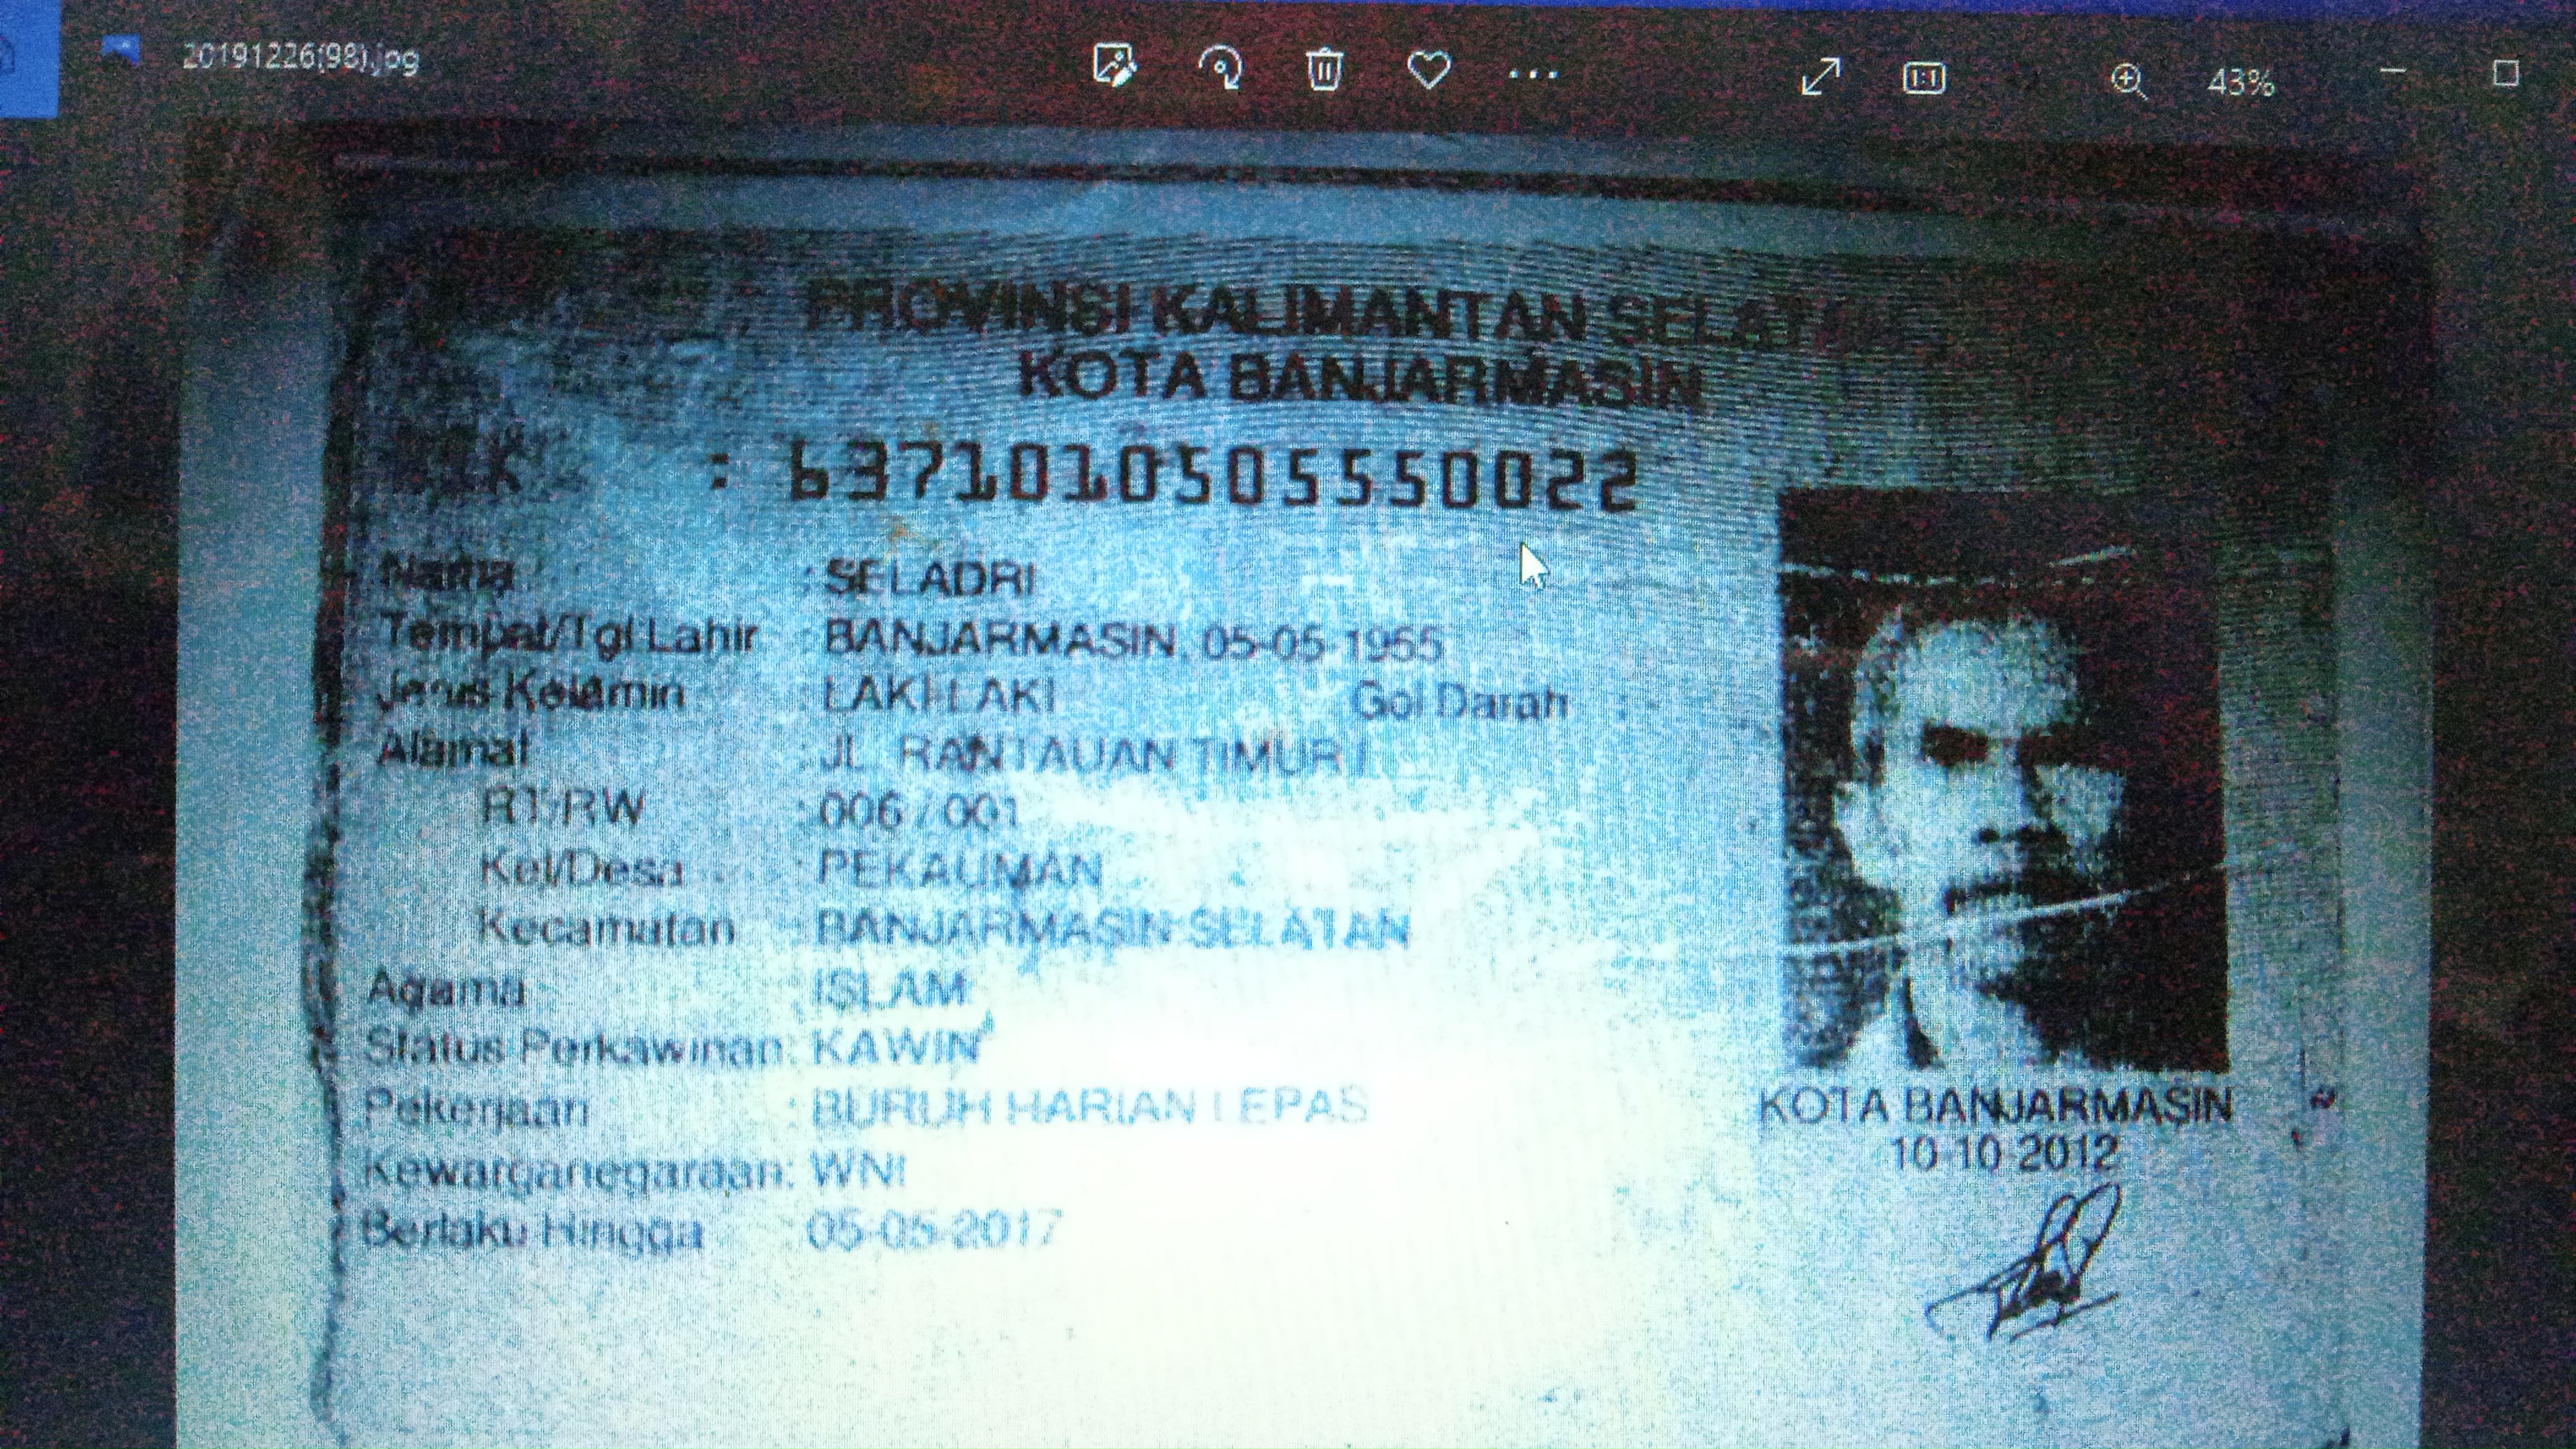 20191226(98).jpg
43%
PROVINSI KALIMANTAN SELATAN
KOTA BANJARMASIN
NIK : 6371010505550022
Nama : SELADRI
Tempat/Tgl Lahir : BANJARMASIN, 05-05-1955
Jenis Kelamin : LAKI-LAKI Gol Darah :
Alamat : JL. RANTAUAN TIMUR I
RT/RW : 006 / 001
Kel/Desa : PEKAUMAN
Kecamatan : BANJARMASIN SELATAN
Agama : ISLAM
Status Perkawinan : KAWIN
Pekerjaan : BURUH HARIAN LEPAS
Kewarganegaraan : WNI
Berlaku Hingga : 05-05-2017
KOTA BANJARMASIN
10-10-2012